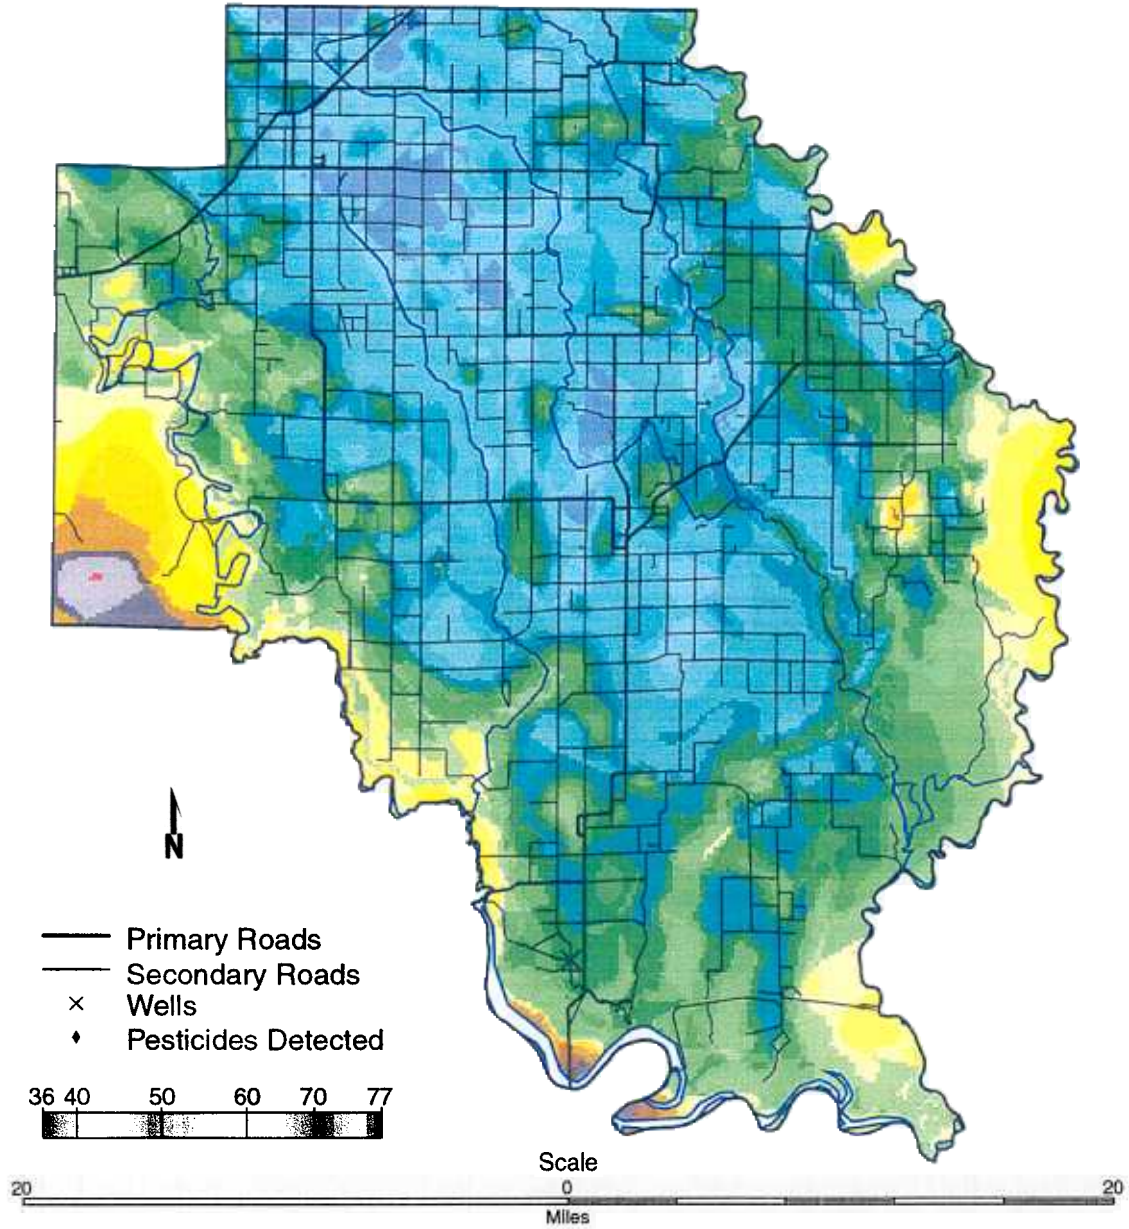 N
Primary Roads
Secondary Roads
Wells
Pesticides Detected
36 40 50 60 70 77
Scale
20 0 20
Miles